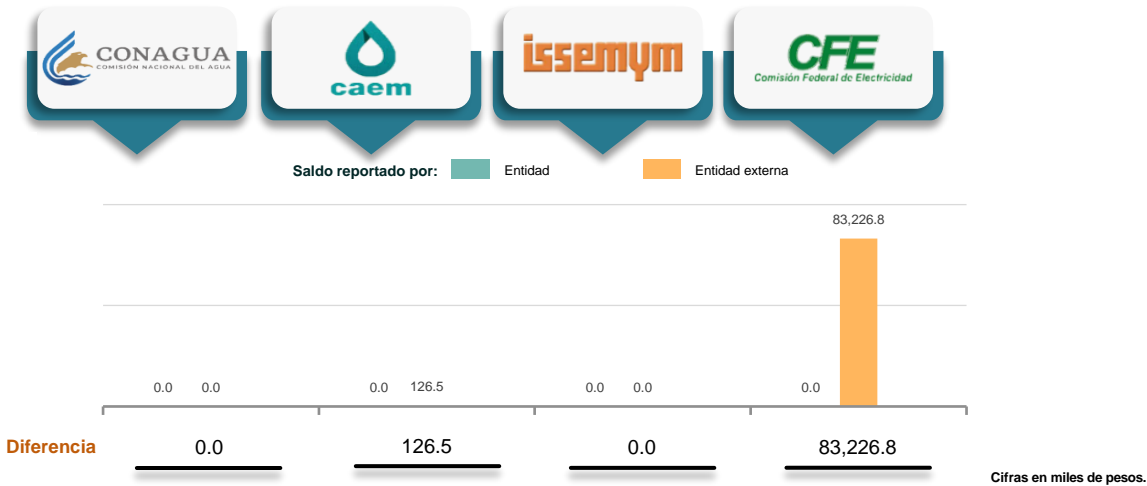 CONAGUA
COMISIÓN NACIONAL DEL AGUA
caem
issemym
CFE
Comisión Federal de Electricidad
Saldo reportado por: Entidad Entidad externa
83,226.8
0.0 0.0 0.0 126.5 0.0 0.0 0.0
Diferencia 0.0 126.5 0.0 83,226.8
Cifras en miles de pesos.